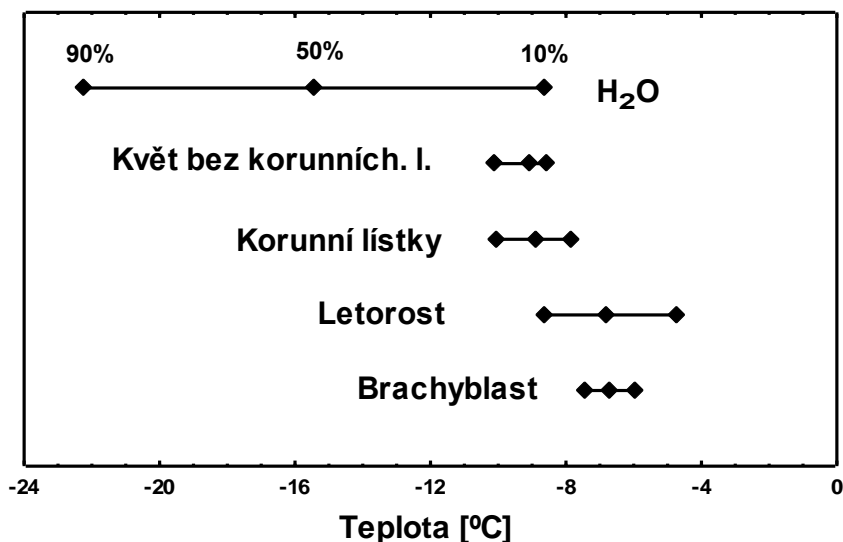 90% 50% 10%
H₂O
Květ bez korunních. l.
Korunní lístky
Letorost
Brachyblast
-24 -20 -16 -12 -8 -4 0
Teplota [ºC]